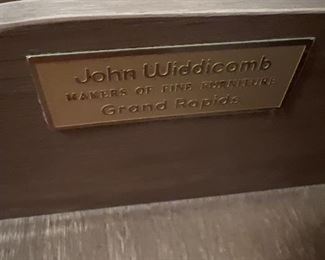 John Widdicomb
MAKERS OF FINE FURNITURE
Grand Rapids